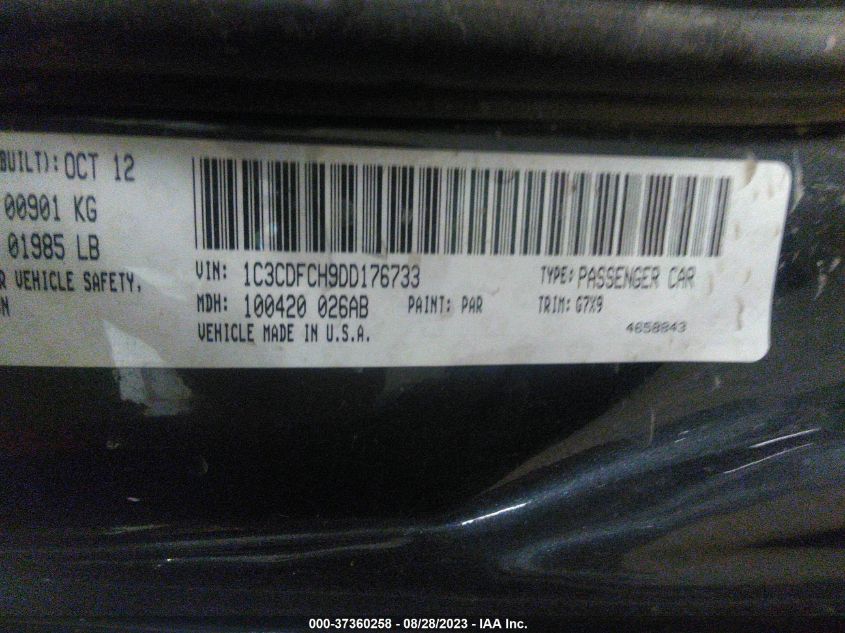 BUILT): OCT 12
00901 KG
01985 LB
R VEHICLE SAFETY,
N
VIN: 1C3CDFCH9DD176733 TYPE: PASSENGER CAR
MDH: 100420 026AB PAINT: PAR TRIM: G7X9
VEHICLE MADE IN U.S.A. 4658843
000-37360258 - 08/28/2023 - IAA Inc.